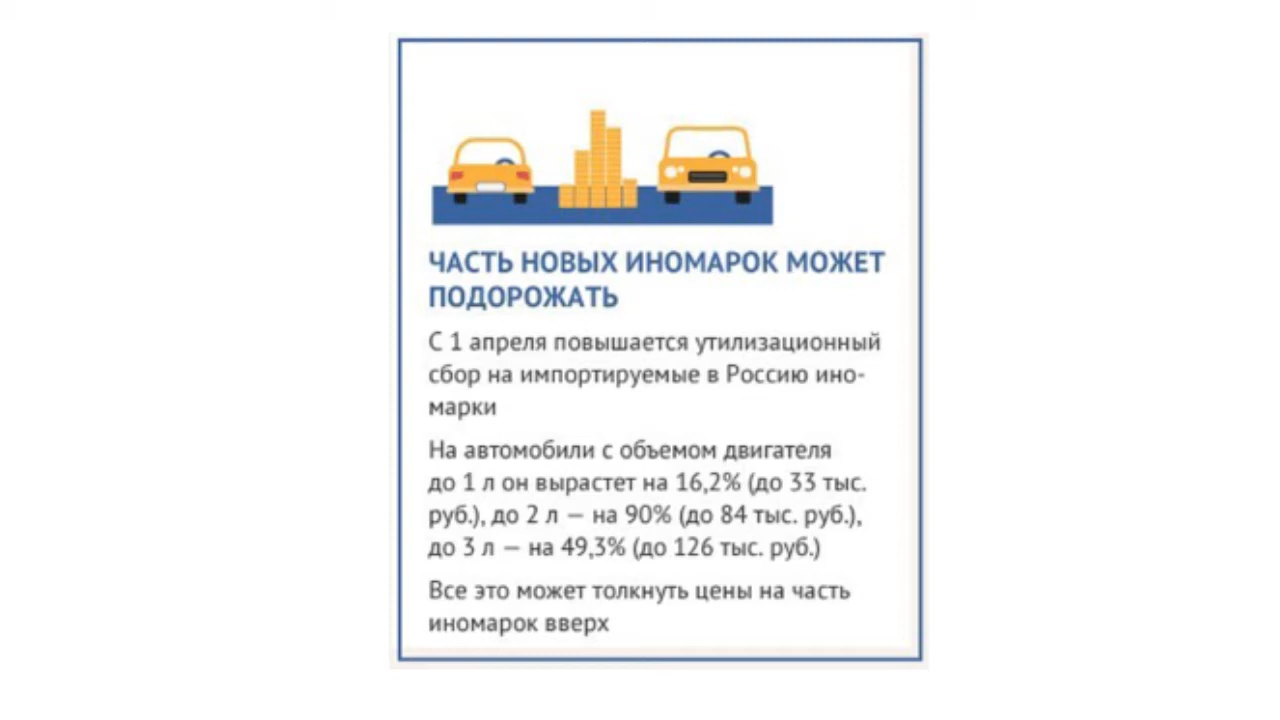 ЧАСТЬ НОВЫХ ИНОМАРОК МОЖЕТ
ПОДОРОЖАТЬ
С 1 апреля повышается утилизационный
сбор на импортируемые в Россию ино-
марки
На автомобили с объемом двигателя
до 1 л он вырастет на 16,2% (до 33 тыс.
руб.), до 2 л — на 90% (до 84 тыс. руб.),
до 3 л — на 49,3% (до 126 тыс. руб.)
Все это может толкнуть цены на часть
иномарок вверх